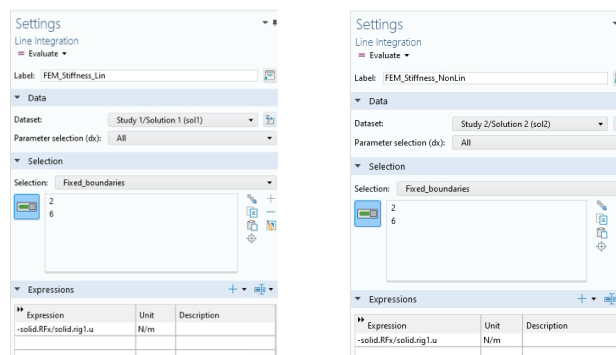 Settings
Line Integration
= Evaluate
Label: FEM_Stiffness_Lin
Data
Dataset: Study 1/Solution 1 (sol1)
Parameter selection (dx): All
Selection
Selection: Fixed_boundaries
2
6
Expressions
Expression Unit Description
-solid.RFx/solid.rig1.u N/m
Settings
Line Integration
= Evaluate
Label: FEM_Stiffness_NonLin
Data
Dataset: Study 2/Solution 2 (sol2)
Parameter selection (dx): All
Selection
Selection: Fixed_boundaries
2
6
Expressions
Expression Unit Description
-solid.RFx/solid.rig1.u N/m